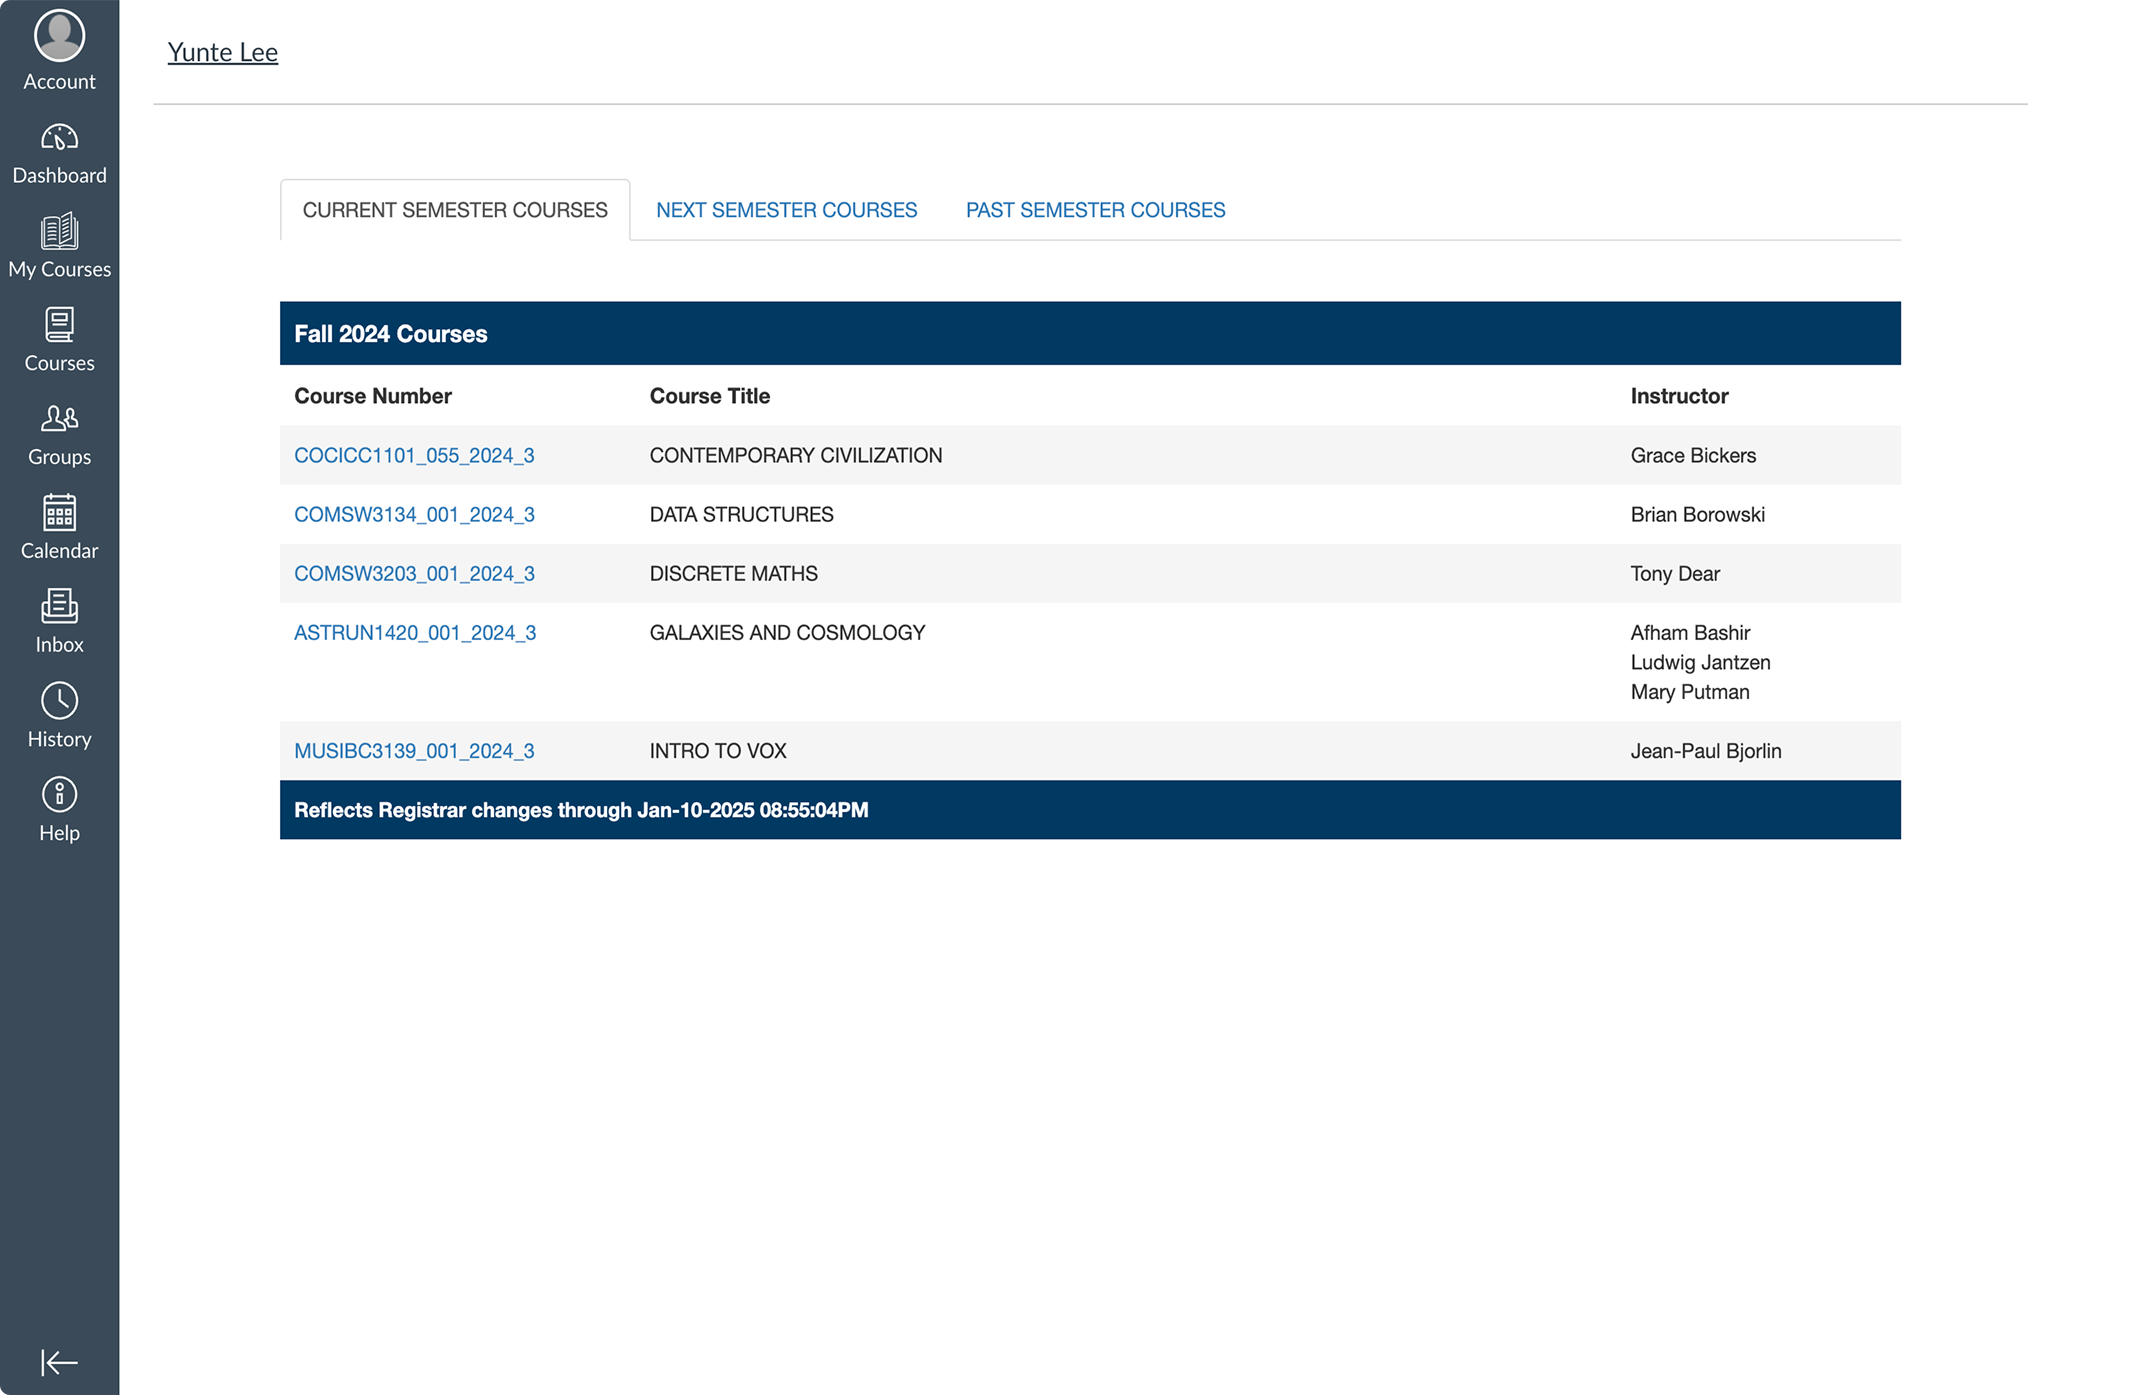 Account
Dashboard
My Courses
Courses
Groups
Calendar
Inbox
History
Help
Yunte Lee
CURRENT SEMESTER COURSES NEXT SEMESTER COURSES PAST SEMESTER COURSES
Fall 2024 Courses
Course Number Course Title Instructor
COCICC1101_055_2024_3 CONTEMPORARY CIVILIZATION Grace Bickers
COMSW3134_001_2024_3 DATA STRUCTURES Brian Borowski
COMSW3203_001_2024_3 DISCRETE MATHS Tony Dear
ASTRUN1420_001_2024_3 GALAXIES AND COSMOLOGY Afham Bashir
Ludwig Jantzen
Mary Putman
MUSIBC3139_001_2024_3 INTRO TO VOX Jean-Paul Bjorlin
Reflects Registrar changes through Jan-10-2025 08:55:04PM